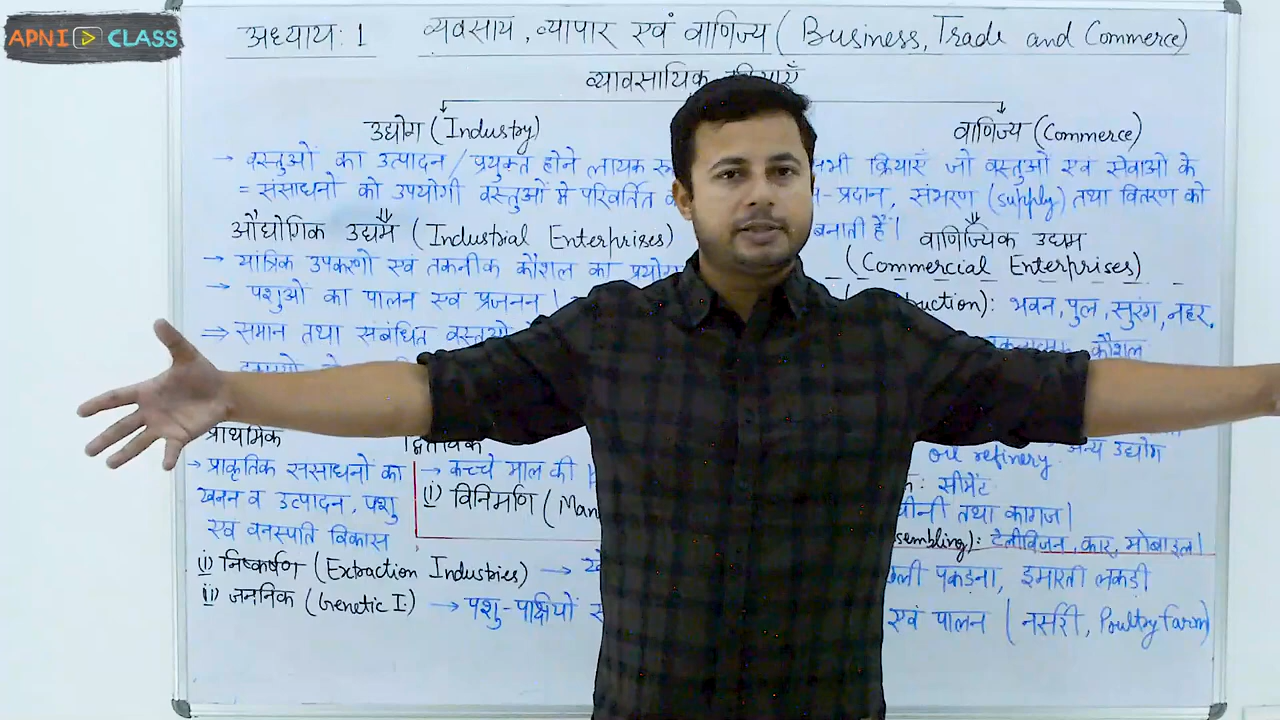 APNI CLASS
अध्याय: 1 व्यवसाय, व्यापार एवं वाणिज्य (Business, Trade and Commerce)
व्यावसायिक क्रियाएँ
उद्योग (Industry) वाणिज्य (Commerce)
→ वस्तुओं का उत्पादन / प्रयुक्त होने लायक सभी क्रियाएँ जो वस्तुओं एवं सेवाओं के
= संसाधनों को उपयोगी वस्तुओं में परिवर्तित - प्रदान, संभरण (supply) तथा वितरण को
बनाती हैं।
औद्योगिक उद्यम (Industrial Enterprises) वाणिज्यिक उद्यम
→ यांत्रिक उपकरणों एवं तकनीक कौशल का प्रयोग (Commercial Enterprises)
→ पशुओं का पालन एवं प्रजनन। uction): भवन, पुल, सुरंग, नहर,
⇒ समान तथा संबंधित वस्तुओं कौशल
प्राथमिक द्वितीयक oil refinery अन्य उद्योग
→ प्राकृतिक संसाधनों का → कच्चे माल की : सीमेंट
खनन व उत्पादन, पशु (i) विनिर्माण (Man चीनी तथा कागज।
एवं वनस्पति विकास sembling): टेलीविजन, कार, मोबाइल।
(i) निष्कर्षण (Extraction Industries) → पकड़ना, इमारती लकड़ी
(ii) जननिक (Genetic I.) → पशु-पक्षियों एवं पालन (नर्सरी, Poultry farm)